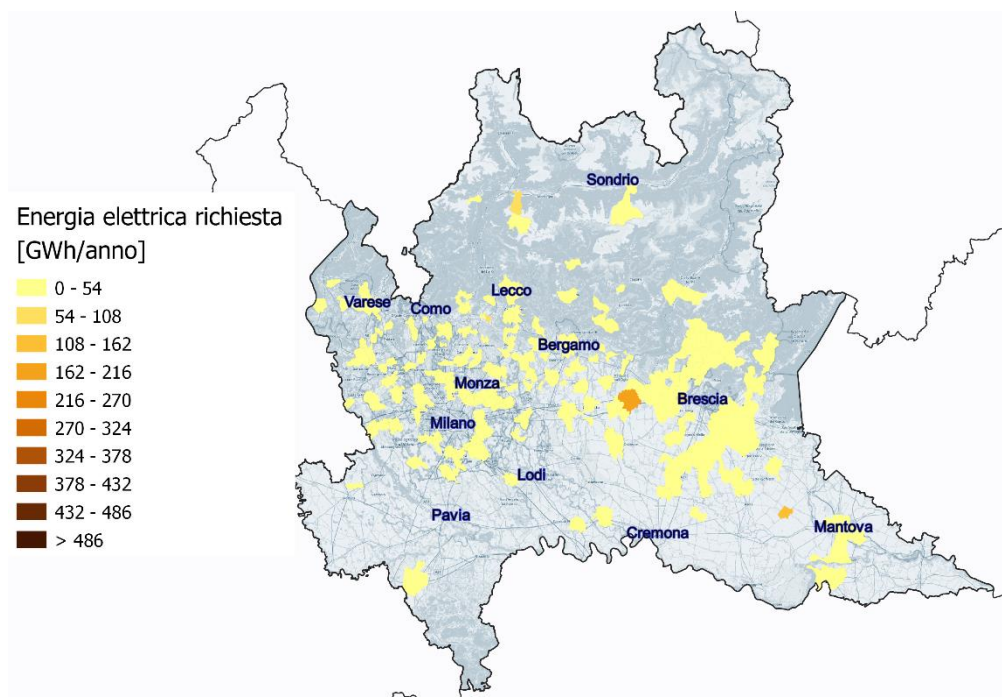 Energia elettrica richiesta
[GWh/anno]
0 - 54
54 - 108
108 - 162
162 - 216
216 - 270
270 - 324
324 - 378
378 - 432
432 - 486
> 486
Sondrio
Lecco
Varese
Como
Bergamo
Monza
Brescia
Milano
Lodi
Pavia
Cremona
Mantova